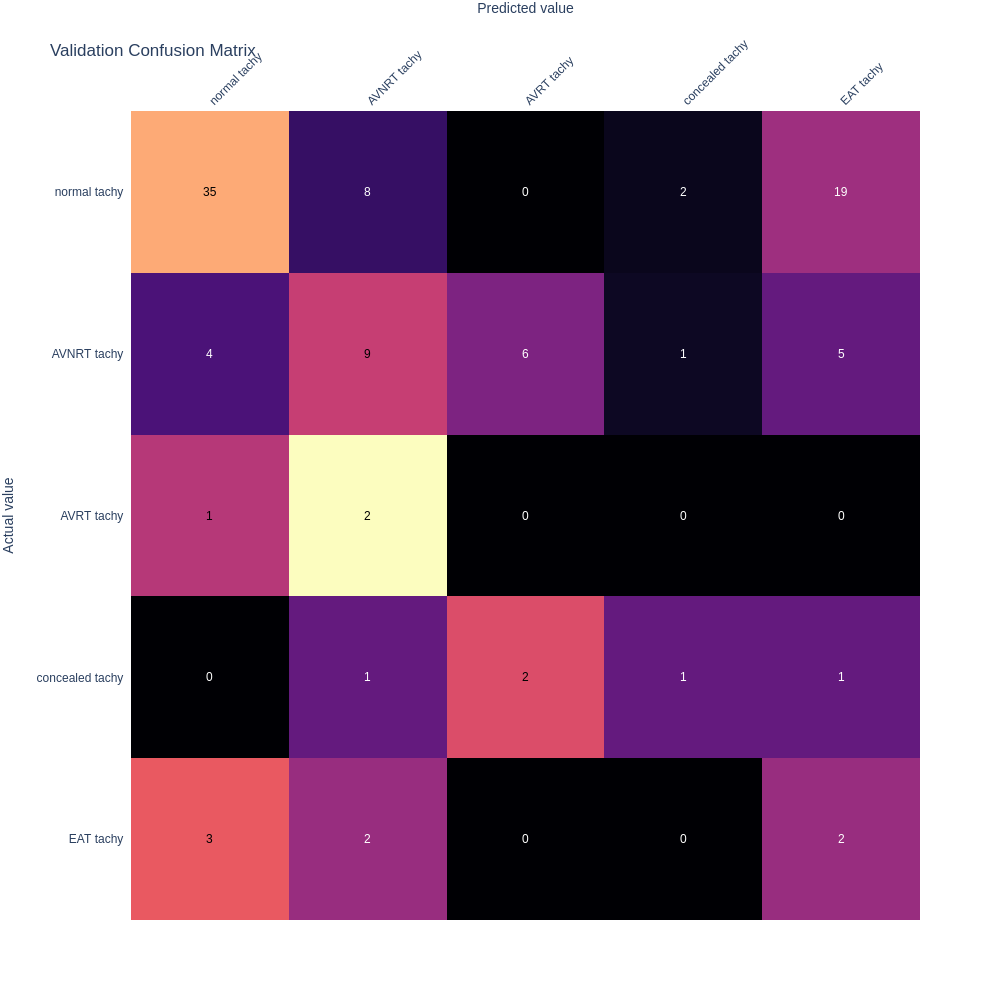 Predicted value
Validation Confusion Matrix
normal tachy AVNRT tachy AVRT tachy concealed tachy EAT tachy
normal tachy 35 8 0 2 19
AVNRT tachy 4 9 6 1 5
Actual value
AVRT tachy 1 2 0 0 0
concealed tachy 0 1 2 1 1
EAT tachy 3 2 0 0 2